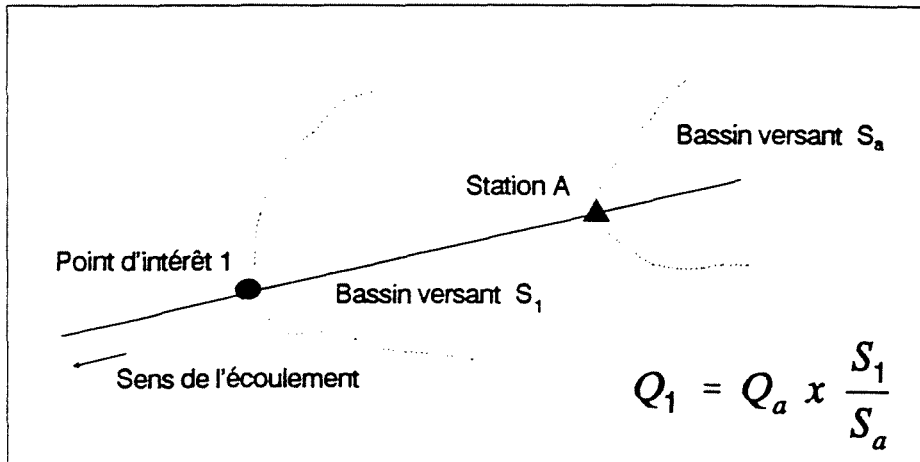 Bassin versant Sₐ
Station A
Point d'intérêt 1
Bassin versant S₁
Sens de l'écoulement
Q₁ = Qₐ x S₁/Sₐ